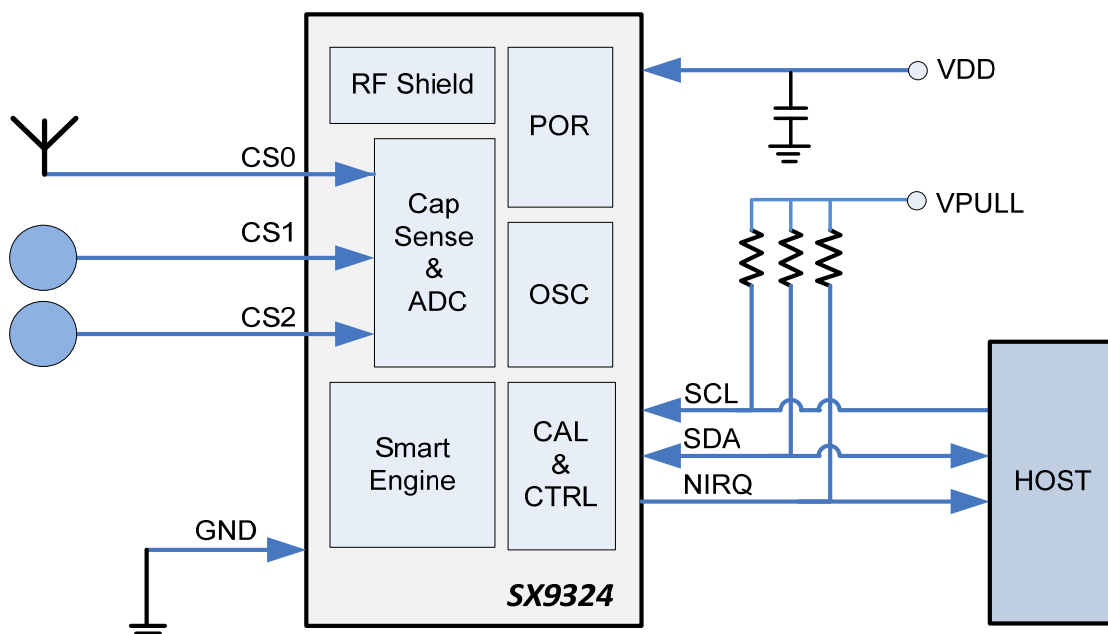 RF Shield
POR
VDD
CS0
Cap
Sense
&
ADC
VPULL
CS1
OSC
CS2
SCL
Smart
Engine
CAL
&
CTRL
SDA
HOST
NIRQ
GND
SX9324